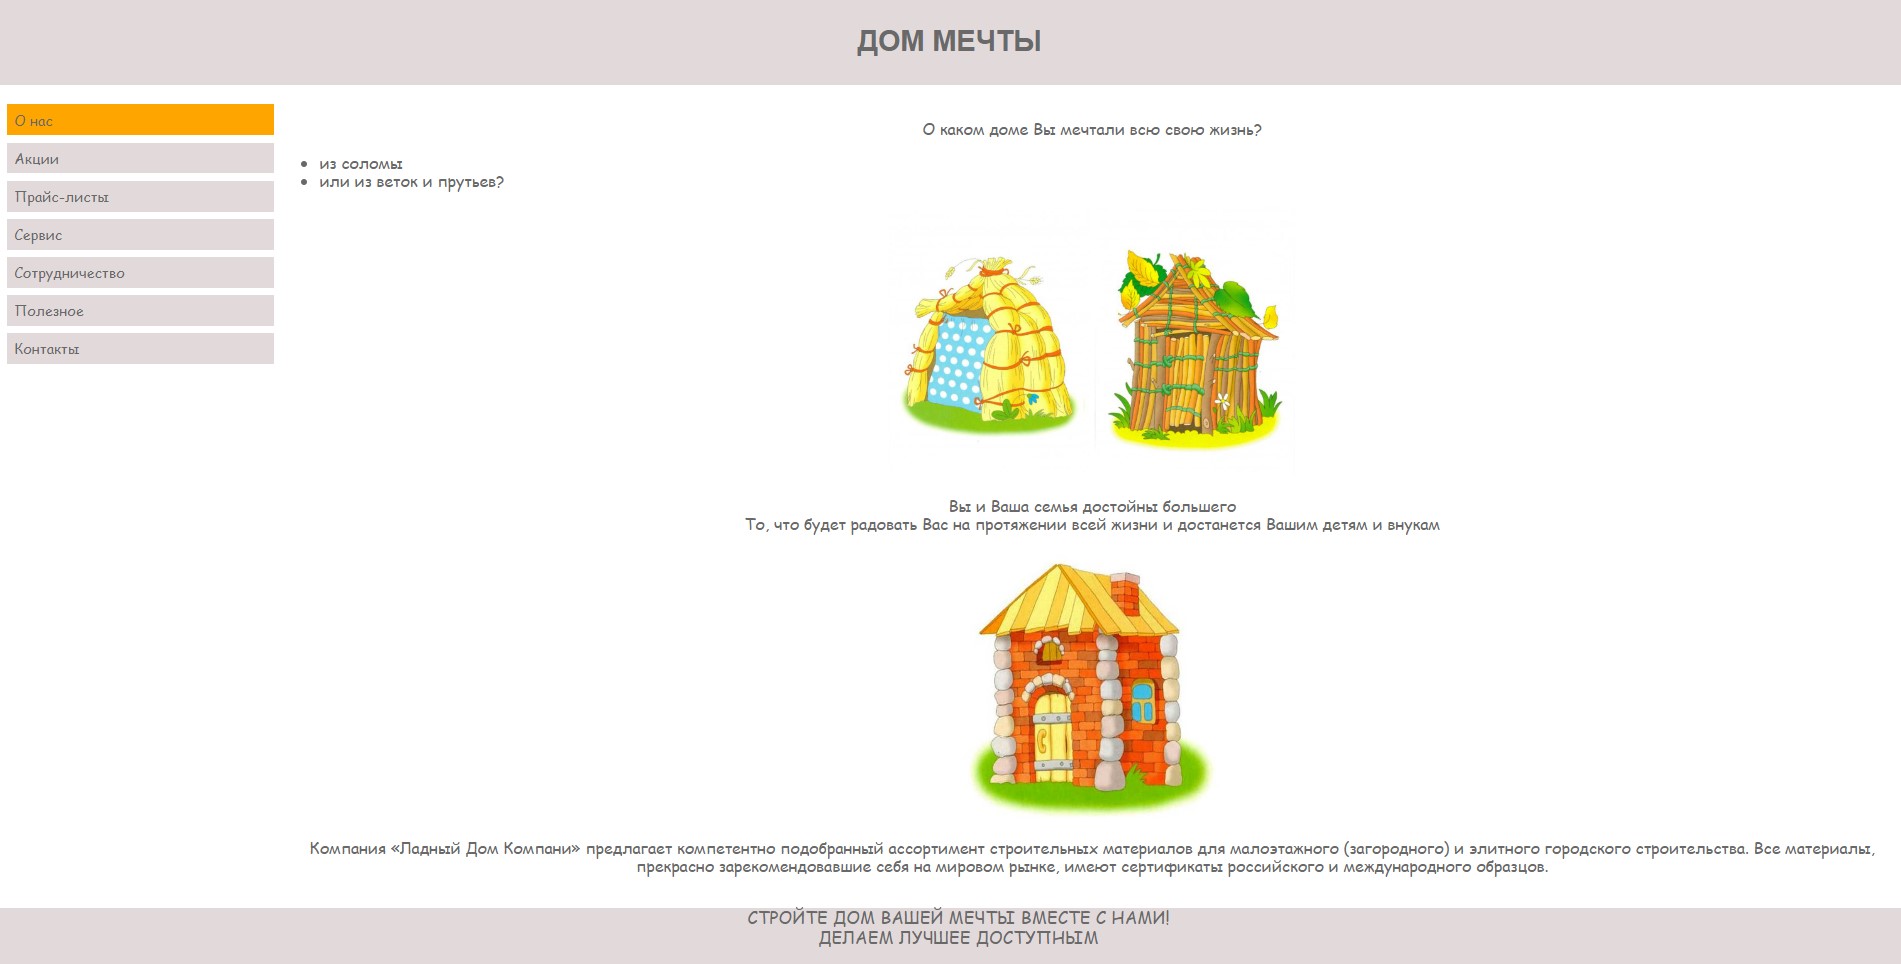 ДОМ МЕЧТЫ
О нас
Акции
Прайс-листы
Сервис
Сотрудничество
Полезное
Контакты
О каком доме Вы мечтали всю свою жизнь?
из соломы
или из веток и прутьев?
Вы и Ваша семья достойны большего
То, что будет радовать Вас на протяжении всей жизни и достанется Вашим детям и внукам
Компания «Ладный Дом Компани» предлагает компетентно подобранный ассортимент строительных материалов для малоэтажного (загородного) и элитного городского строительства. Все материалы,
прекрасно зарекомендовавшие себя на мировом рынке, имеют сертификаты российского и международного образцов.
СТРОЙТЕ ДОМ ВАШЕЙ МЕЧТЫ ВМЕСТЕ С НАМИ!
ДЕЛАЕМ ЛУЧШЕЕ ДОСТУПНЫМ